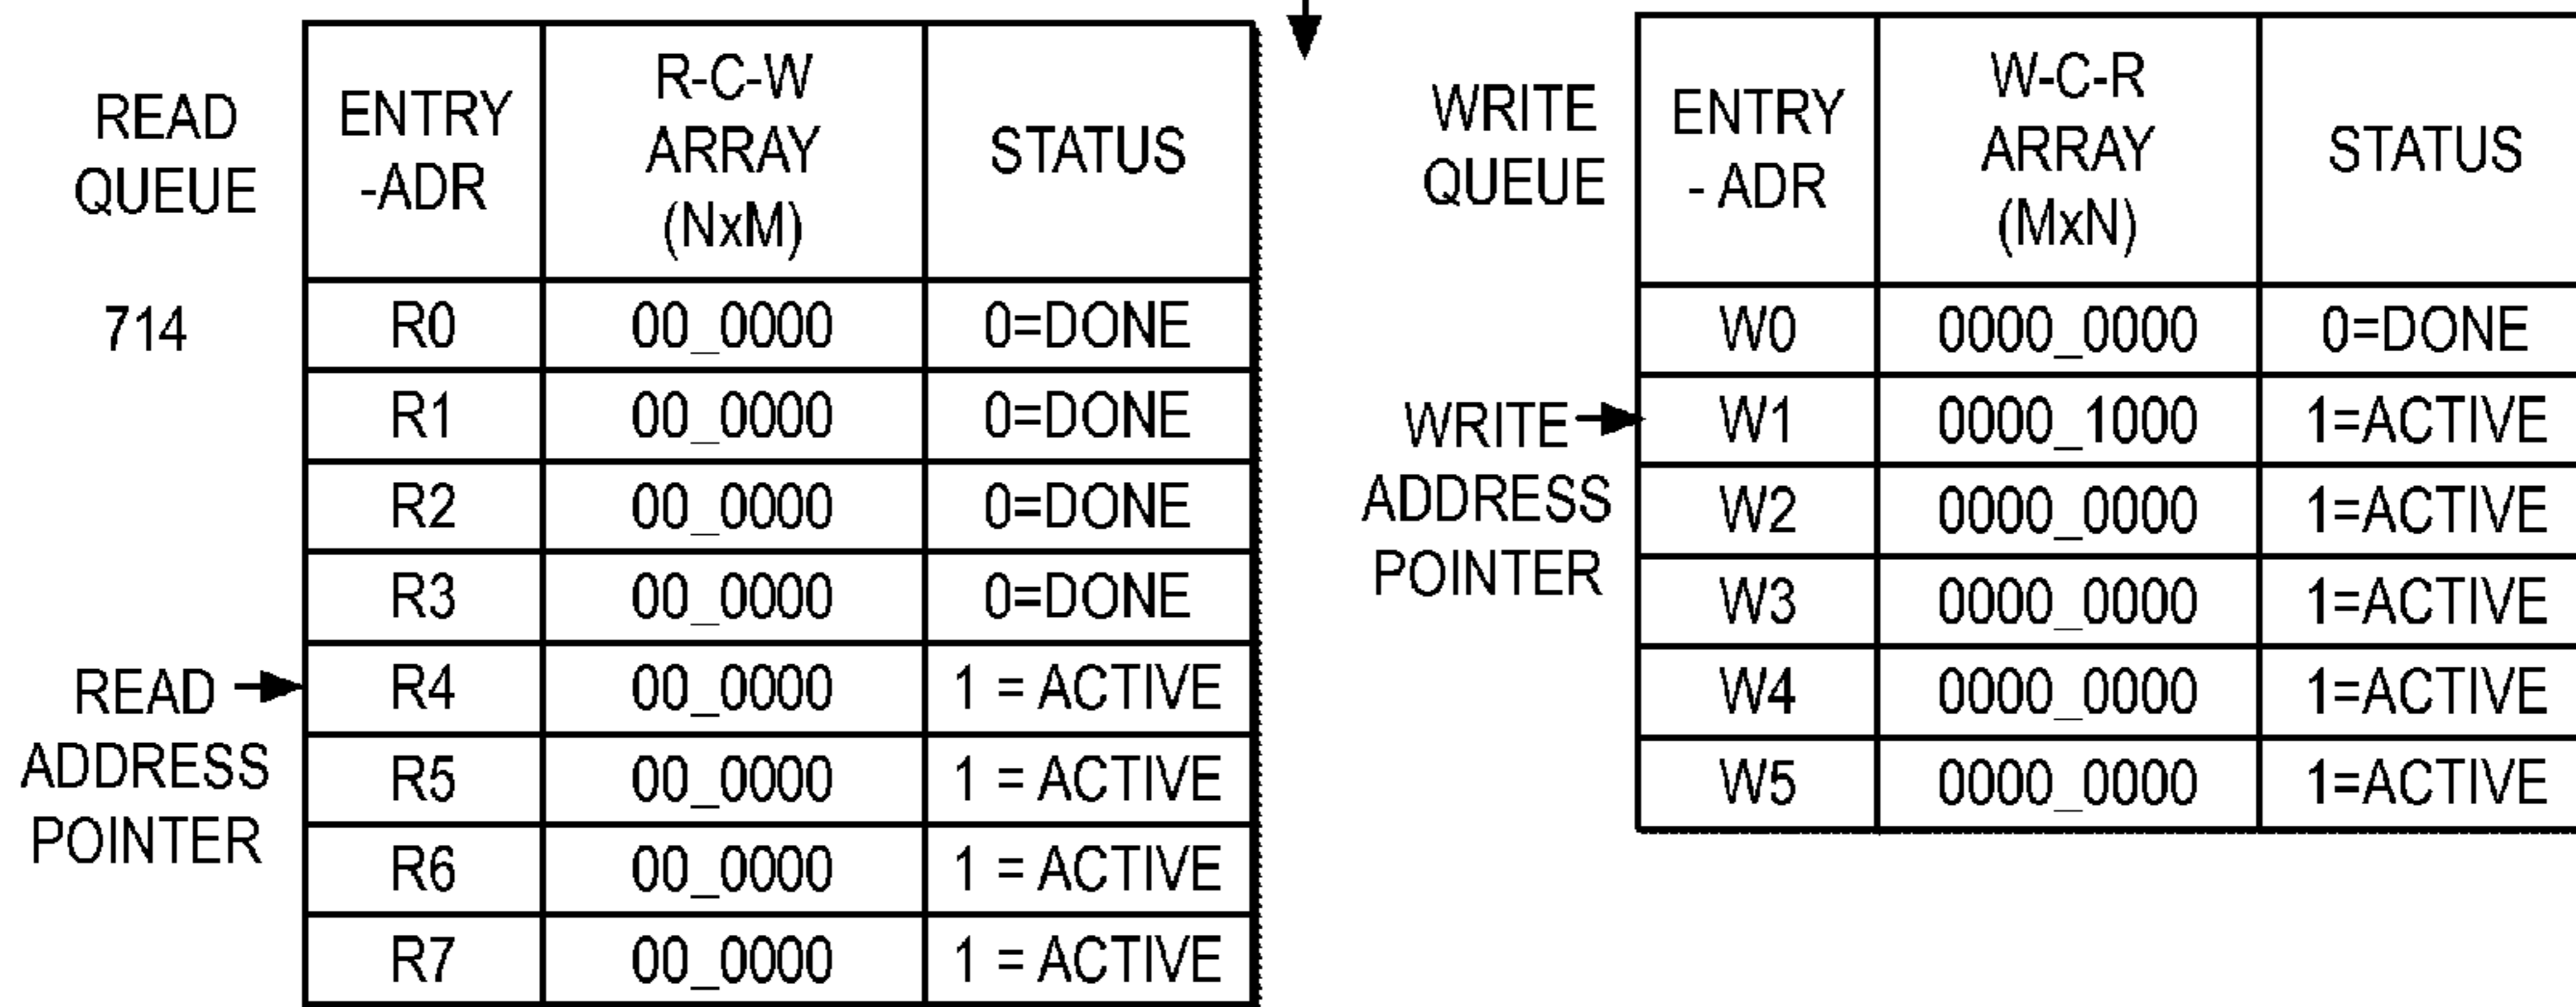 READ
QUEUE
714
READ
ADDRESS
POINTER
ENTRY
-ADR
R-C-W
ARRAY
(NxM)
STATUS
R0 00_0000 0=DONE
R1 00_0000 0=DONE
R2 00_0000 0=DONE
R3 00_0000 0=DONE
R4 00_0000 1 = ACTIVE
R5 00_0000 1 = ACTIVE
R6 00_0000 1 = ACTIVE
R7 00_0000 1 = ACTIVE
WRITE
QUEUE
WRITE
ADDRESS
POINTER
ENTRY
- ADR
W-C-R
ARRAY
(MxN)
STATUS
W0 0000_0000 0=DONE
W1 0000_1000 1=ACTIVE
W2 0000_0000 1=ACTIVE
W3 0000_0000 1=ACTIVE
W4 0000_0000 1=ACTIVE
W5 0000_0000 1=ACTIVE